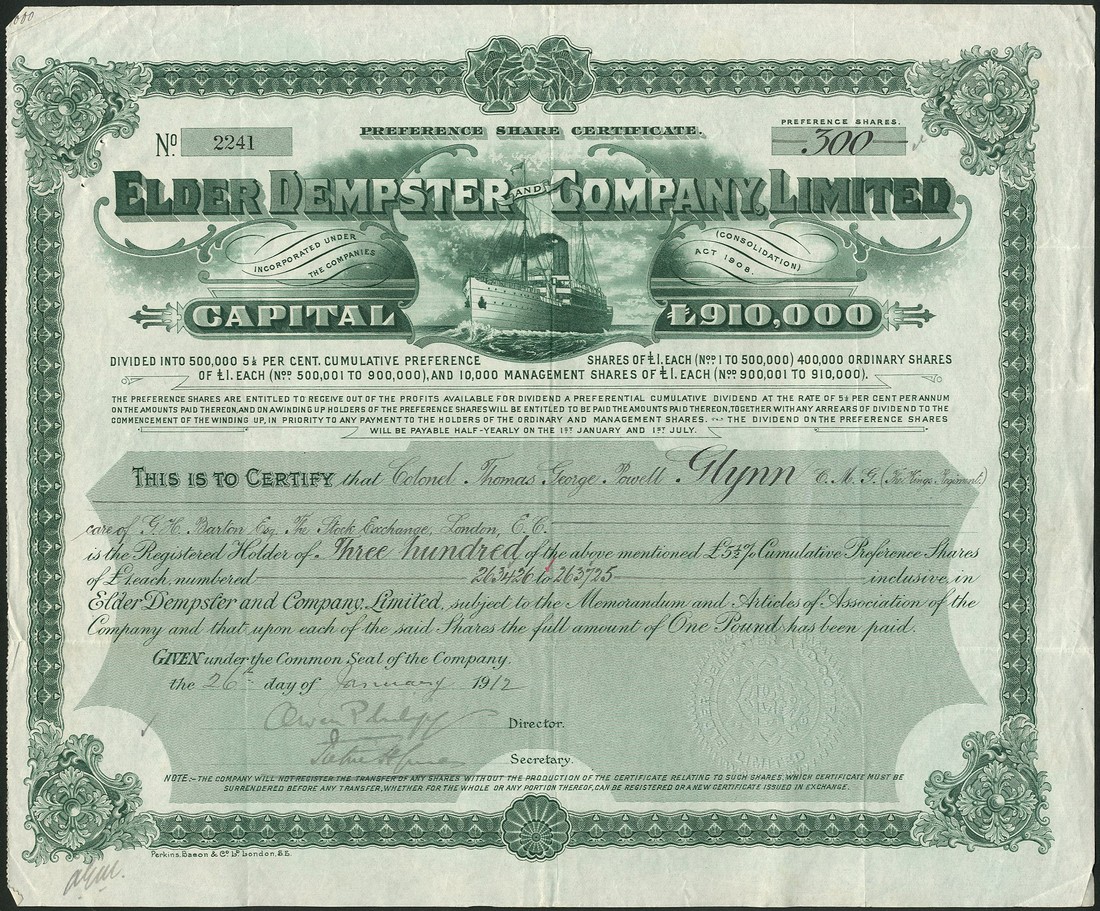 No. 2241
PREFERENCE SHARE CERTIFICATE.
PREFERENCE SHARES.
300
ELDER DEMPSTER AND COMPANY, LIMITED
INCORPORATED UNDER
THE COMPANIES
(CONSOLIDATION)
ACT 1908.
CAPITAL £910,000
DIVIDED INTO 500,000 5½ PER CENT. CUMULATIVE PREFERENCE SHARES OF £1. EACH (NOS 1 TO 500,000) 400,000 ORDINARY SHARES
OF £1. EACH (NOS 500,001 TO 900,000), AND 10,000 MANAGEMENT SHARES OF £1. EACH (NOS 900,001 TO 910,000).
THE PREFERENCE SHARES ARE ENTITLED TO RECEIVE OUT OF THE PROFITS AVAILABLE FOR DIVIDEND A PREFERENTIAL CUMULATIVE DIVIDEND AT THE RATE OF 5½ PER CENT PER ANNUM
ON THE AMOUNTS PAID THEREON, AND ON A WINDING UP HOLDERS OF THE PREFERENCE SHARES WILL BE ENTITLED TO BE PAID THE AMOUNTS PAID THEREON, TOGETHER WITH ANY ARREARS OF DIVIDEND TO THE
COMMENCEMENT OF THE WINDING UP, IN PRIORITY TO ANY PAYMENT TO THE HOLDERS OF THE ORDINARY AND MANAGEMENT SHARES. THE DIVIDEND ON THE PREFERENCE SHARES
WILL BE PAYABLE HALF-YEARLY ON THE 1ST JANUARY AND 1ST JULY.
THIS IS TO CERTIFY that Colonel Thomas George Powell Glynn C. M. G. (The Kings Regiment)
care of G. H. Barton Esq. The Stock Exchange, London, E. C.
is the Registered Holder of Three hundred of the above mentioned £5½% Cumulative Preference Shares
of £1. each, numbered 263426 to 263725 inclusive, in
Elder Dempster and Company, Limited, subject to the Memorandum and Articles of Association of the
Company and that upon each of the said Shares the full amount of One Pound has been paid.
GIVEN under the Common Seal of the Company.
the 26th day of January 1912
Owen Philipps
Director.
Secretary.
NOTE:- THE COMPANY WILL NOT REGISTER THE TRANSFER OF ANY SHARES WITHOUT THE PRODUCTION OF THE CERTIFICATE RELATING TO SUCH SHARES, WHICH CERTIFICATE MUST BE
SURRENDERED BEFORE ANY TRANSFER, WHETHER FOR THE WHOLE OR ANY PORTION THEREOF, CAN BE REGISTERED OR A NEW CERTIFICATE ISSUED IN EXCHANGE.
Perkins, Bacon & Co. Ld. London, E.C.